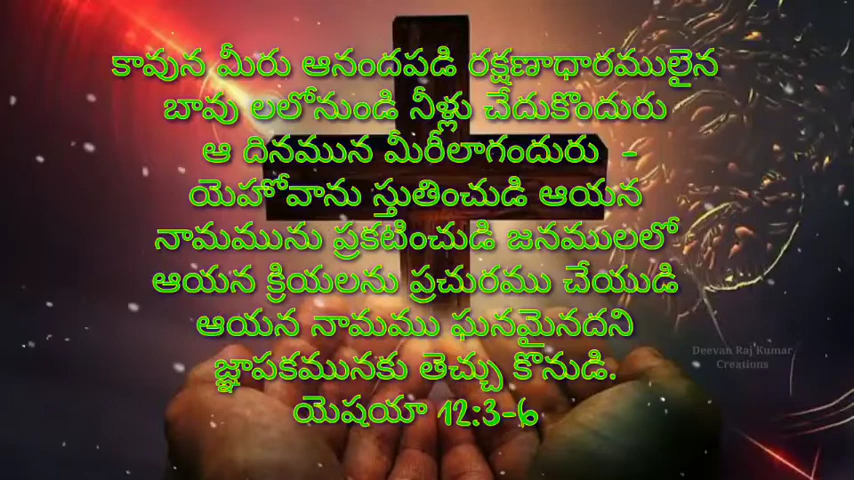 కావున మీరు ఆనందపడి రక్షణాధారములైన
బావు లలోనుండి నీళ్లు చేదుకొందురు
ఆ దినమున మీరీలాగందురు -
యెహోవాను స్తుతించుడి ఆయన
నామమును ప్రకటించుడి జనములలో
ఆయన క్రియలను ప్రచురము చేయుడి
ఆయన నామము ఘనమైనదని
జ్ఞాపకమునకు తెచ్చు కొనుడి.
యెషయా 12:3-6
Deevan Raj Kumar
Creations